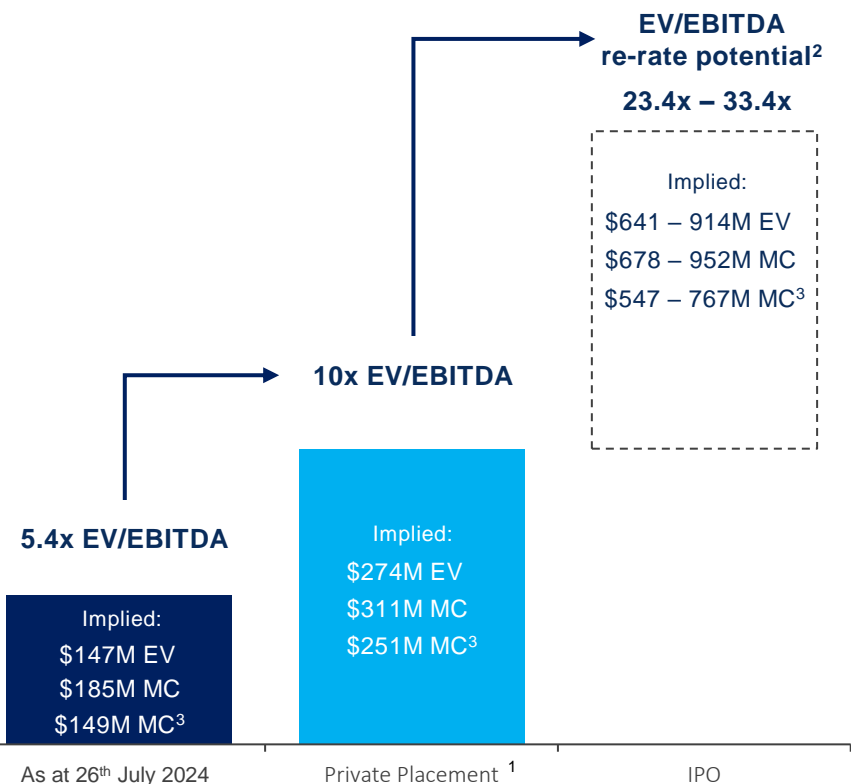 EV/EBITDA
re-rate potential²
23.4x – 33.4x
Implied:
$641 – 914M EV
$678 – 952M MC
$547 – 767M MC³
10x EV/EBITDA
Implied:
$274M EV
$311M MC
$251M MC³
5.4x EV/EBITDA
Implied:
$147M EV
$185M MC
$149M MC³
As at 26th July 2024
Private Placement ¹
IPO